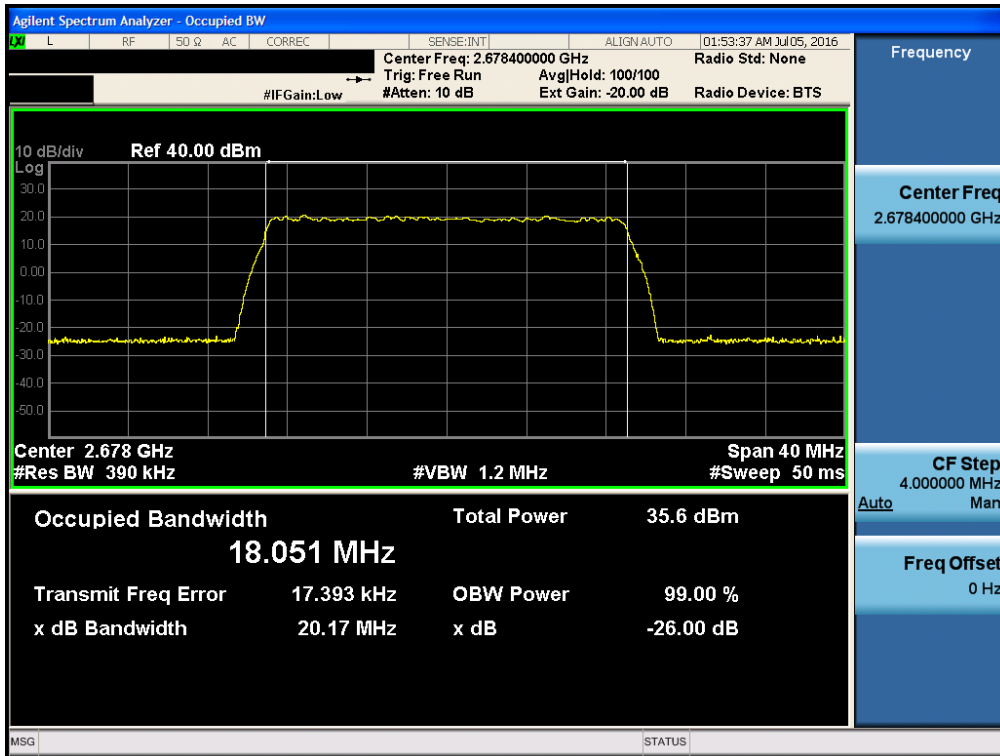 Agilent Spectrum Analyzer - Occupied BW
LXI L RF 50 Ω AC CORREC SENSE:INT ALIGN AUTO 01:53:37 AM Jul 05, 2016
Center Freq: 2.678400000 GHz Radio Std: None
Trig: Free Run Avg|Hold: 100/100
#IFGain:Low #Atten: 10 dB Ext Gain: -20.00 dB Radio Device: BTS
10 dB/div Ref 40.00 dBm
Log
30.0
20.0
10.0
0.00
-10.0
-20.0
-30.0
-40.0
-50.0
Center 2.678 GHz Span 40 MHz
#Res BW 390 kHz #VBW 1.2 MHz #Sweep 50 ms
Occupied Bandwidth Total Power 35.6 dBm
18.051 MHz
Transmit Freq Error 17.393 kHz OBW Power 99.00 %
x dB Bandwidth 20.17 MHz x dB -26.00 dB
MSG STATUS
Frequency
Center Freq
2.678400000 GHz
CF Step
4.000000 MHz
Auto Man
Freq Offset
0 Hz